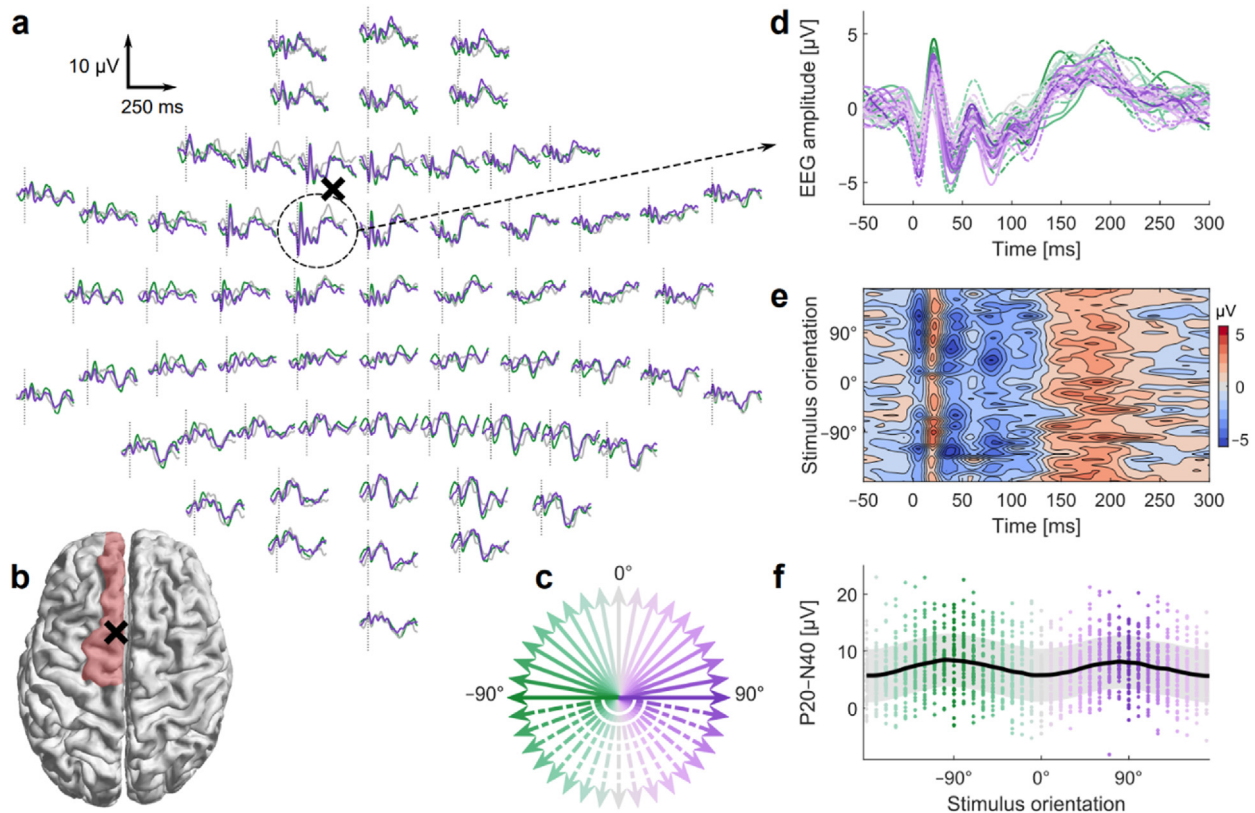 a
10 µV
250 ms
b
c
0°
−90°
90°
d
EEG amplitude [µV]
5
0
−5
−50
0
50
100
150
200
250
300
Time [ms]
e
Stimulus orientation
90°
0°
−90°
−50
0
50
100
150
200
250
300
Time [ms]
µV
5
0
−5
f
P20−N40 [µV]
20
10
0
−90°
0°
90°
Stimulus orientation